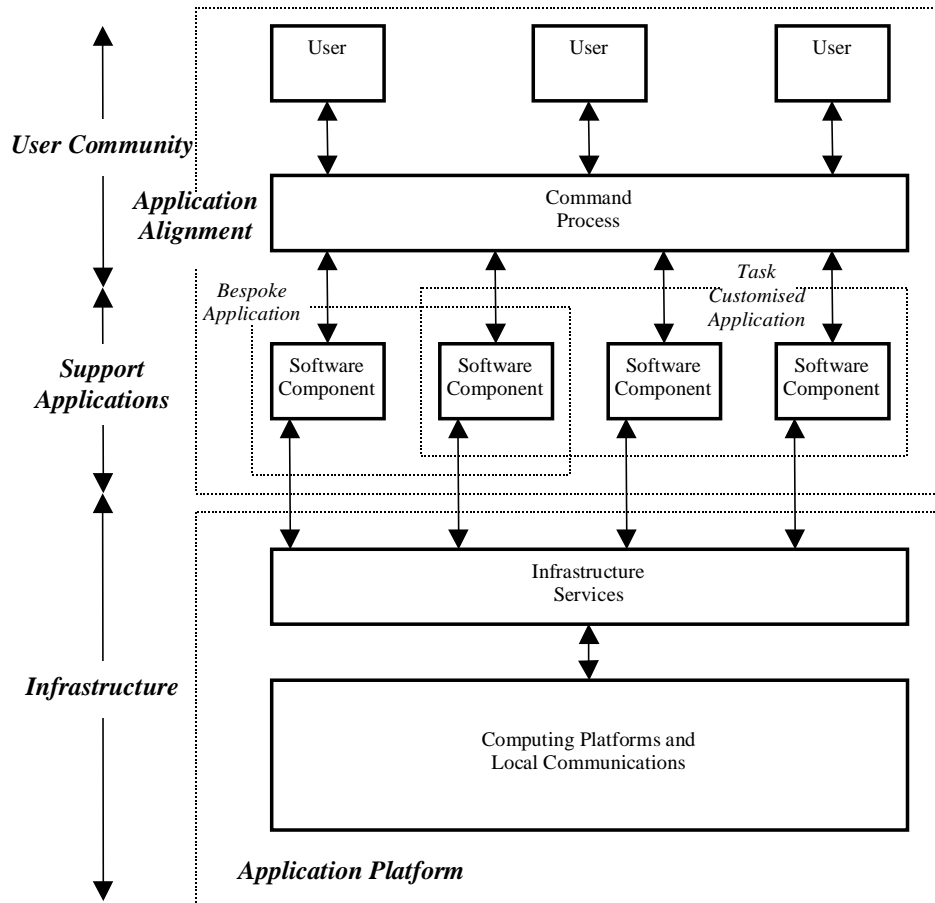 User
User
User
User Community
Application
Alignment
Command
Process
Bespoke
Application
Task
Customised
Application
Support
Applications
Software
Component
Software
Component
Software
Component
Software
Component
Infrastructure
Services
Infrastructure
Computing Platforms and
Local Communications
Application Platform